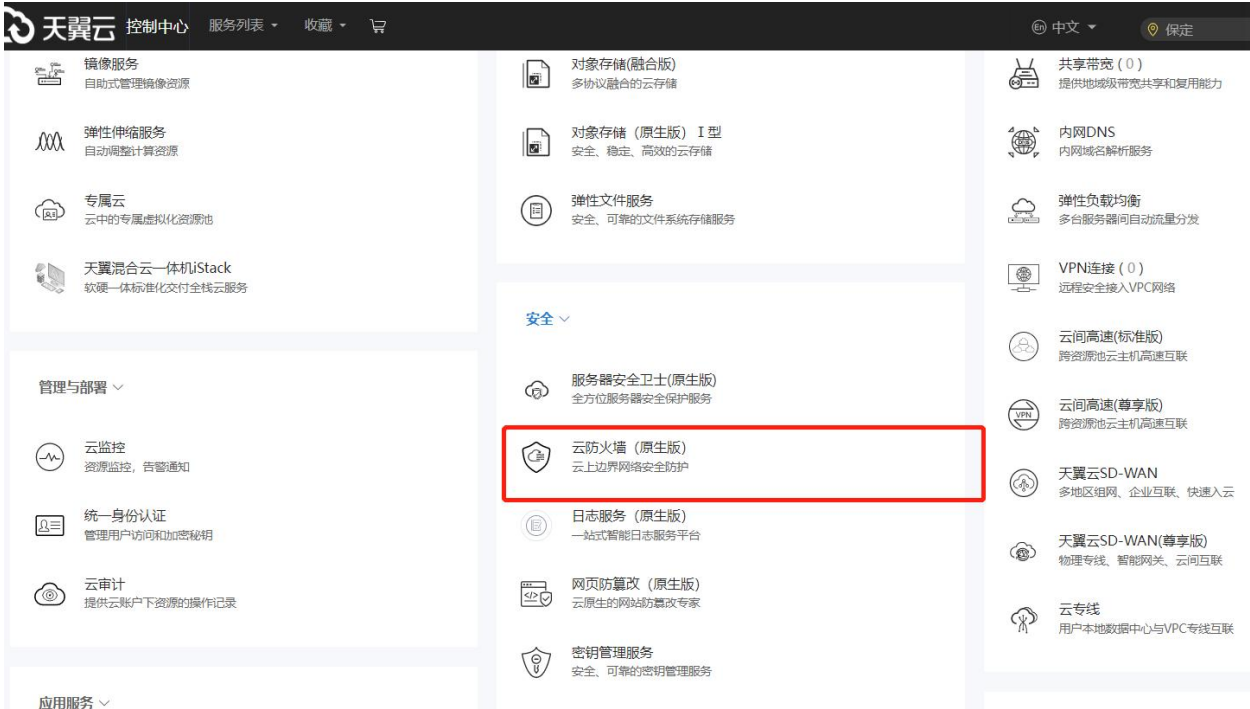 天翼云 控制中心 服务列表 收藏 En 中文 保定
镜像服务
自助式管理镜像资源
弹性伸缩服务
自动调整计算资源
专属云
云中的专属虚拟化资源池
天翼混合云一体机iStack
软硬一体标准化交付全栈云服务
管理与部署
云监控
资源监控，告警通知
统一身份认证
管理用户访问和加密秘钥
云审计
提供云账户下资源的操作记录
应用服务
对象存储(融合版)
多协议融合的云存储
对象存储（原生版）I型
安全、稳定、高效的云存储
弹性文件服务
安全、可靠的文件系统存储服务
安全
服务器安全卫士(原生版)
全方位服务器安全保护服务
云防火墙（原生版）
云上边界网络安全防护
日志服务（原生版）
一站式智能日志服务平台
网页防篡改（原生版）
云原生的网站防篡改专家
密钥管理服务
安全、可靠的密钥管理服务
共享带宽 ( 0 )
提供地域级带宽共享和复用能力
内网DNS
内网域名解析服务
弹性负载均衡
多台服务器间自动流量分发
VPN连接 ( 0 )
远程安全接入VPC网络
云间高速(标准版)
跨资源池云主机高速互联
VPN
云间高速(尊享版)
跨资源池云主机高速互联
天翼云SD-WAN
多地区组网、企业互联、快速入云
天翼云SD-WAN(尊享版)
物理专线、智能网关、云间互联
云专线
用户本地数据中心与VPC专线互联